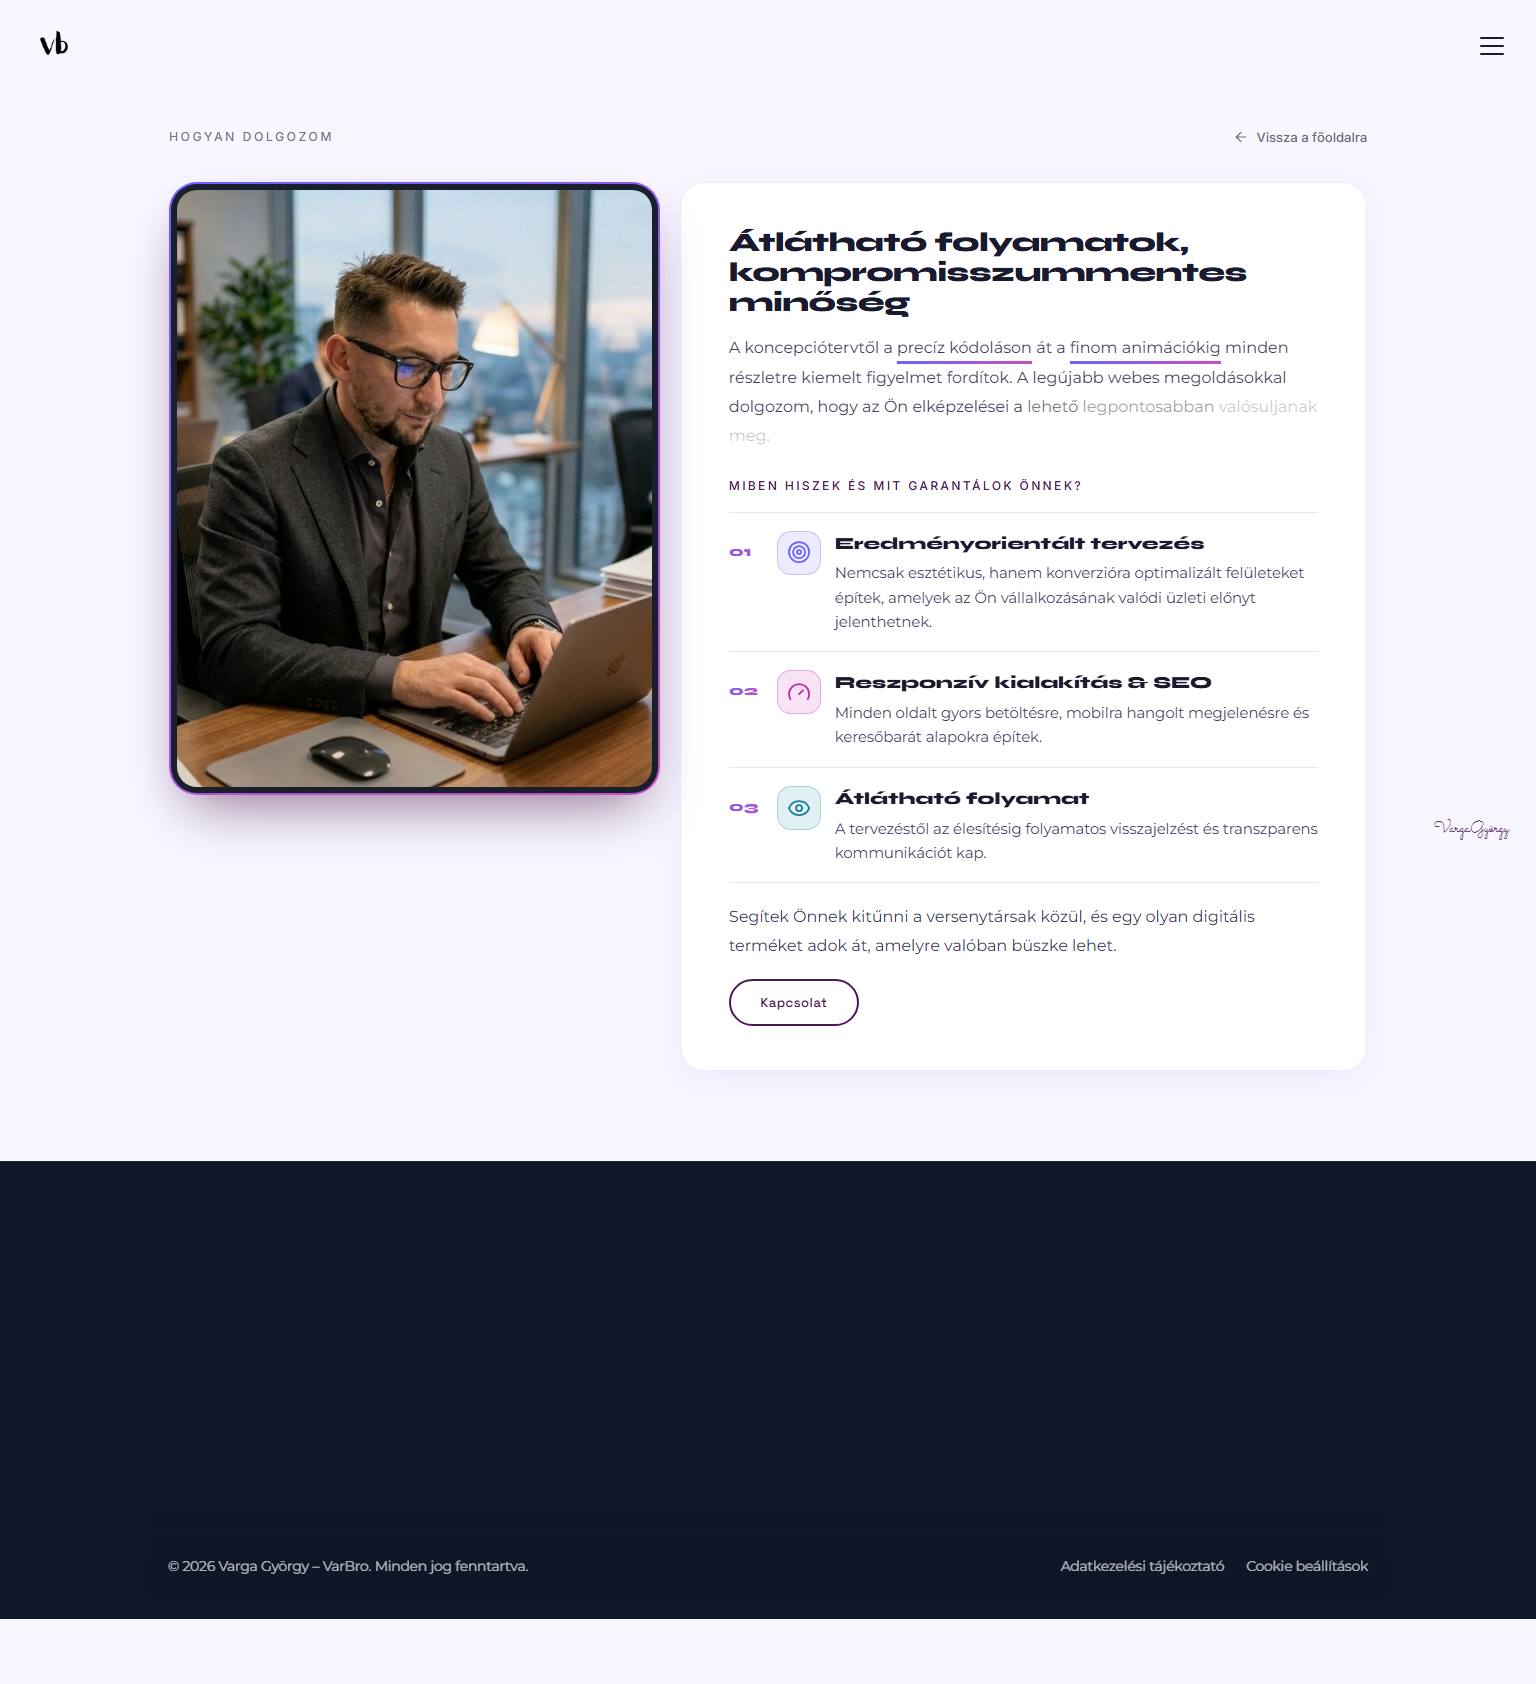 vb
HOGYAN DOLGOZOM
Vissza a főoldalra
Átlátható folyamatok,
kompromisszummentes
minőség
A koncepciótervtől a precíz kódoláson át a finom animációkig minden
részletre kiemelt figyelmet fordítok. A legújabb webes megoldásokkal
dolgozom, hogy az Ön elképzelései a lehető legpontosabban valósuljanak
meg.
MIBEN HISZEK ÉS MIT GARANTÁLOK ÖNNEK?
01
Eredményorientált tervezés
Nemcsak esztétikus, hanem konverzióra optimalizált felületeket
építek, amelyek az Ön vállalkozásának valódi üzleti előnyt
jelenthetnek.
02
Reszponzív kialakítás & SEO
Minden oldalt gyors betöltésre, mobilra hangolt megjelenésre és
keresőbarát alapokra építek.
03
Átlátható folyamat
A tervezéstől az élesítésig folyamatos visszajelzést és transzparens
kommunikációt kap.
VargaGyörgy
Segítek Önnek kitűnni a versenytársak közül, és egy olyan digitális
terméket adok át, amelyre valóban büszke lehet.
Kapcsolat
© 2026 Varga György – VarBro. Minden jog fenntartva.
Adatkezelési tájékoztató
Cookie beállítások